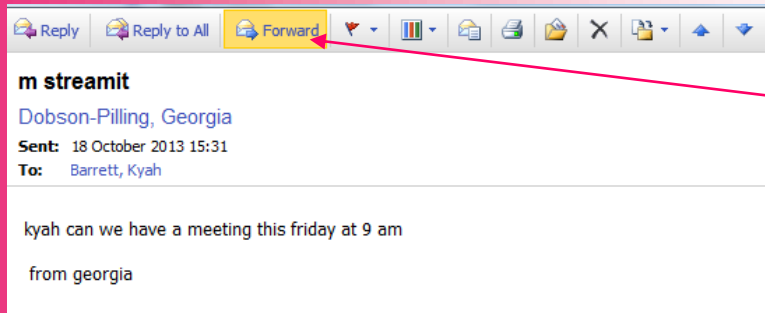 Reply Reply to All Forward
m streamit
Dobson-Pilling, Georgia
Sent: 18 October 2013 15:31
To: Barrett, Kyah
kyah can we have a meeting this friday at 9 am
from georgia